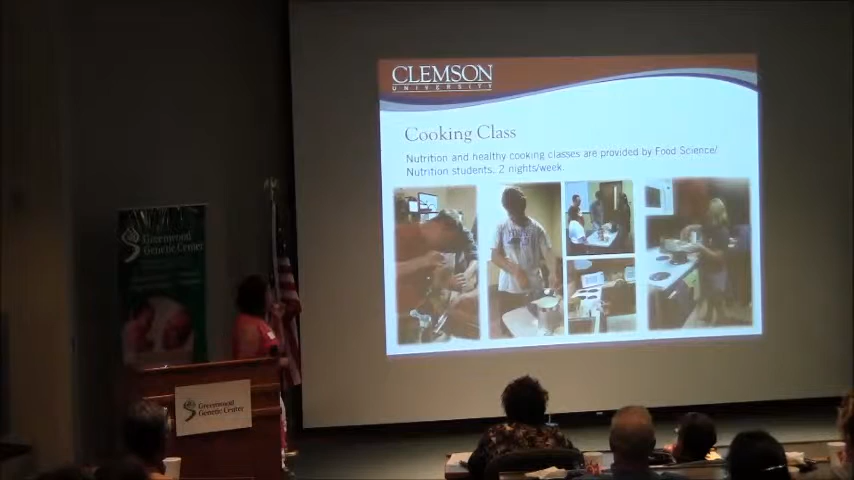 CLEMSON
UNIVERSITY
Cooking Class
Nutrition and healthy cooking classes are provided by Food Science/
Nutrition students. 2 nights/week.
Greenwood
Genetic Center
Greenwood
Genetic Center